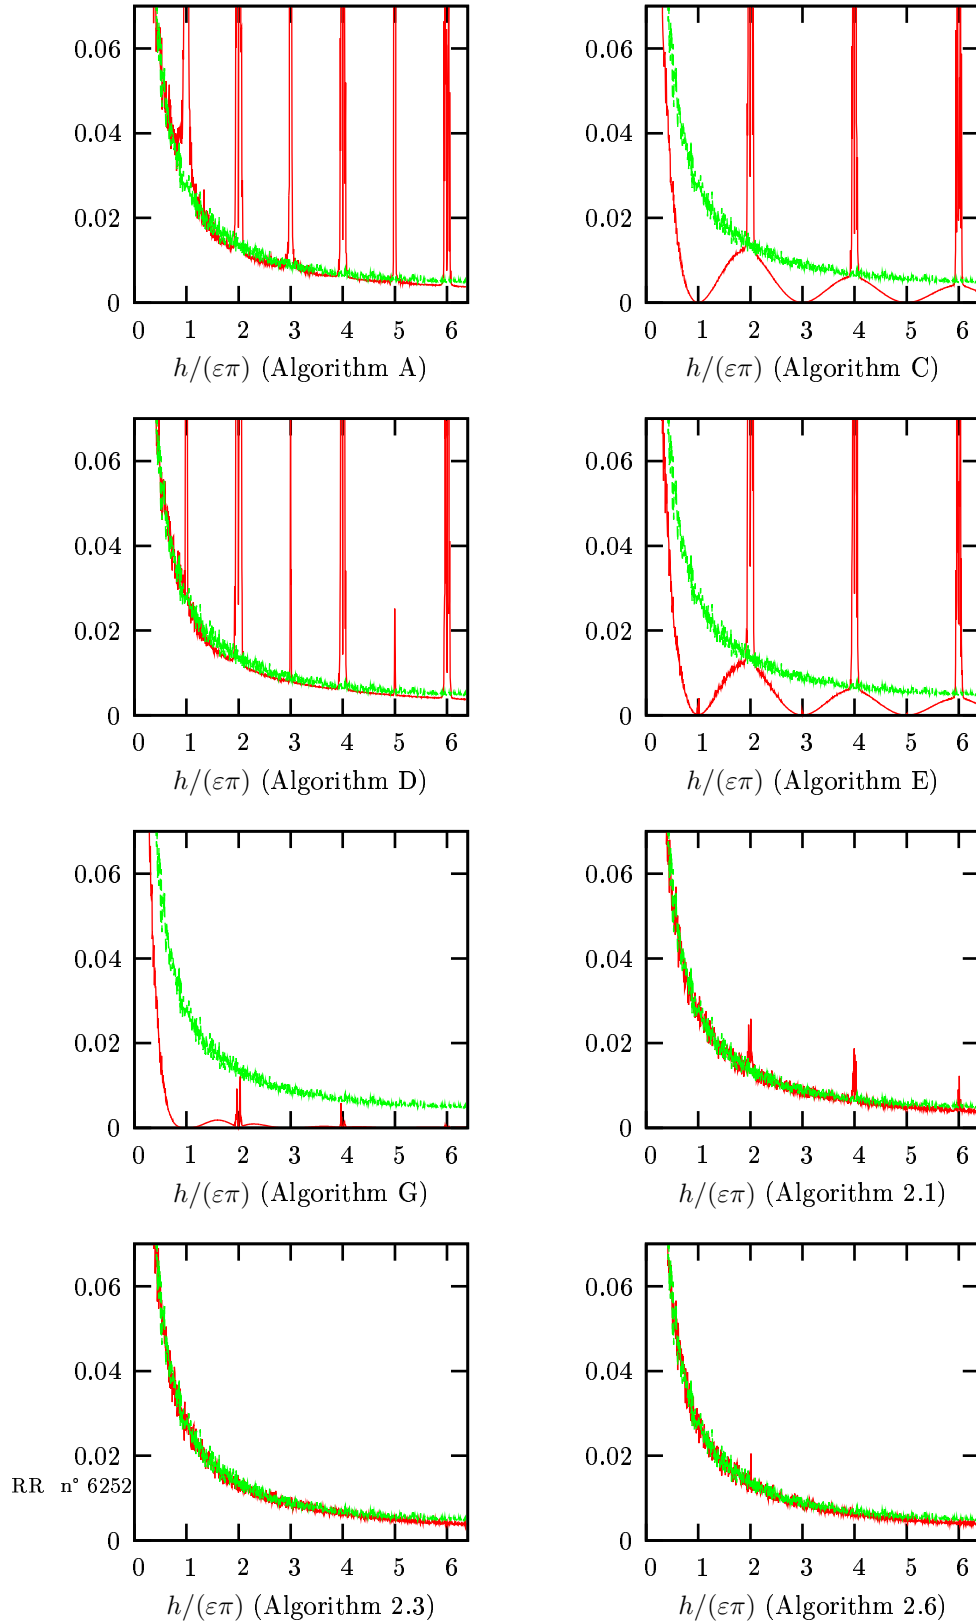 0.06 0.06
0.04 0.04
0.02 0.02
0 0
0 1 2 3 4 5 6 0 1 2 3 4 5 6
h/(επ) (Algorithm A) h/(επ) (Algorithm C)
0.06 0.06
0.04 0.04
0.02 0.02
0 0
0 1 2 3 4 5 6 0 1 2 3 4 5 6
h/(επ) (Algorithm D) h/(επ) (Algorithm E)
0.06 0.06
0.04 0.04
0.02 0.02
0 0
0 1 2 3 4 5 6 0 1 2 3 4 5 6
h/(επ) (Algorithm G) h/(επ) (Algorithm 2.1)
0.06 0.06
0.04 0.04
0.02 0.02
RR n° 6252
0 0
0 1 2 3 4 5 6 0 1 2 3 4 5 6
h/(επ) (Algorithm 2.3) h/(επ) (Algorithm 2.6)